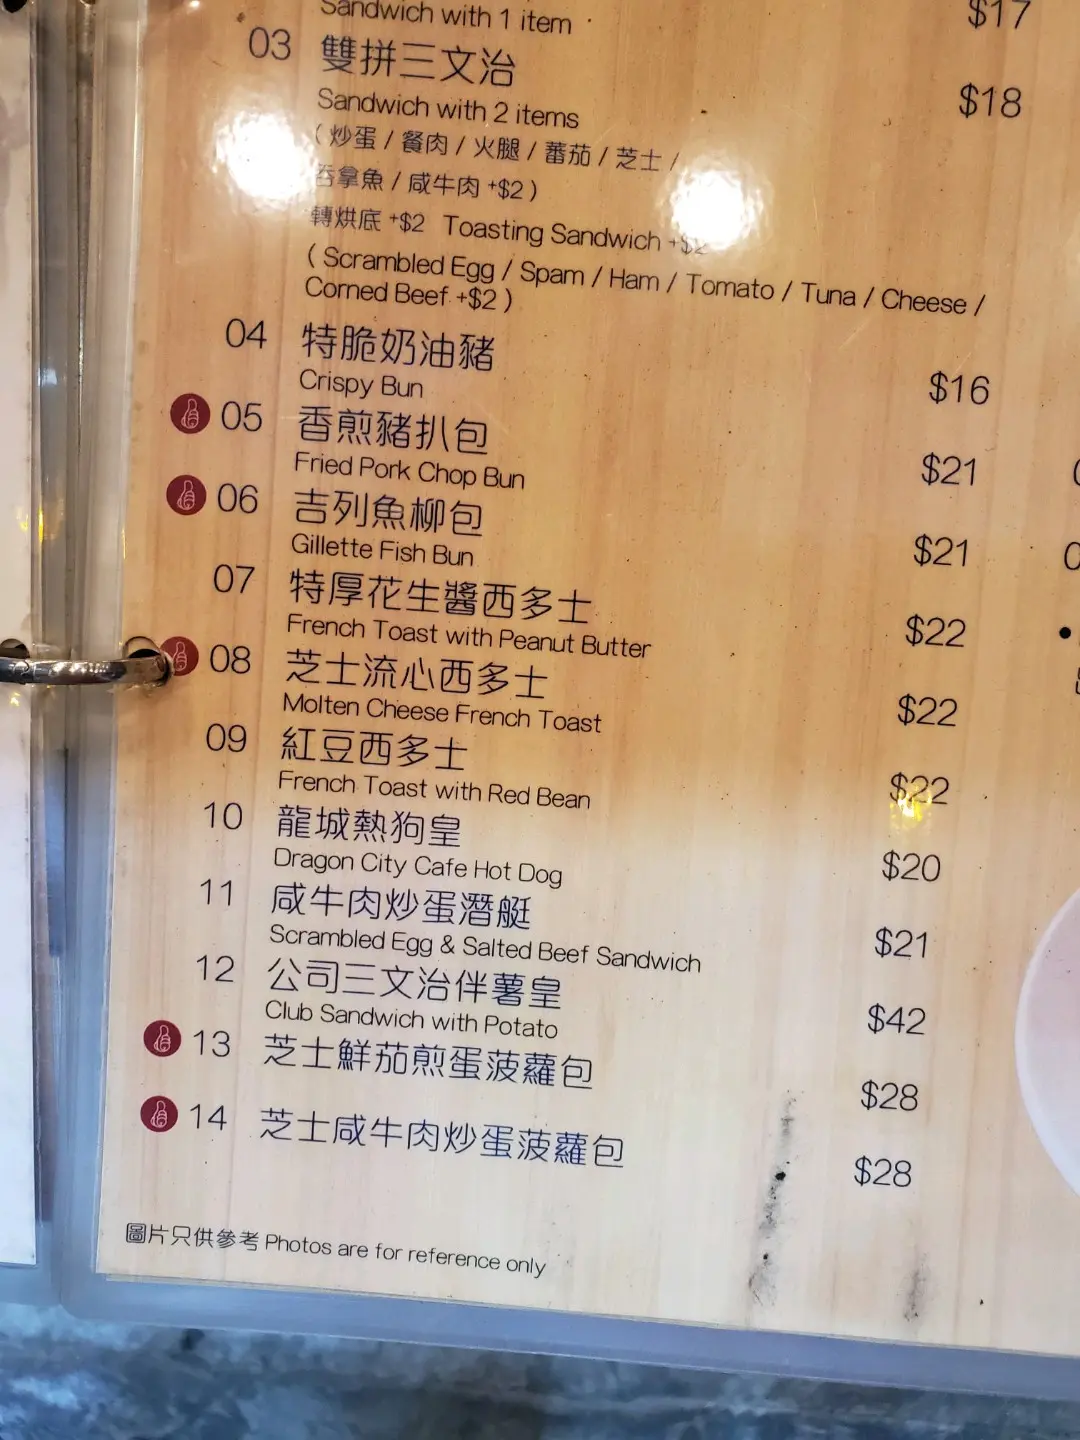 Sandwich with 1 item
$17
03 雙拼三文治
Sandwich with 2 items
$18
(炒蛋 / 餐肉 / 火腿 / 蕃茄 / 芝士 /
吞拿魚 / 咸牛肉 +$2 )
轉烘底 +$2 Toasting Sandwich +$2
( Scrambled Egg / Spam / Ham / Tomato / Tuna / Cheese /
Corned Beef +$2 )
04 特脆奶油豬
Crispy Bun
$16
05 香煎豬扒包
Fried Pork Chop Bun
$21
06 吉列魚柳包
Gillette Fish Bun
$21
07 特厚花生醬西多士
French Toast with Peanut Butter
$22
08 芝士流心西多士
Molten Cheese French Toast
$22
09 紅豆西多士
French Toast with Red Bean
$22
10 龍城熱狗皇
Dragon City Cafe Hot Dog
$20
11 咸牛肉炒蛋潛艇
Scrambled Egg & Salted Beef Sandwich
$21
12 公司三文治伴薯皇
Club Sandwich with Potato
$42
13 芝士鮮茄煎蛋菠蘿包
$28
14 芝士咸牛肉炒蛋菠蘿包
$28
圖片只供參考 Photos are for reference only